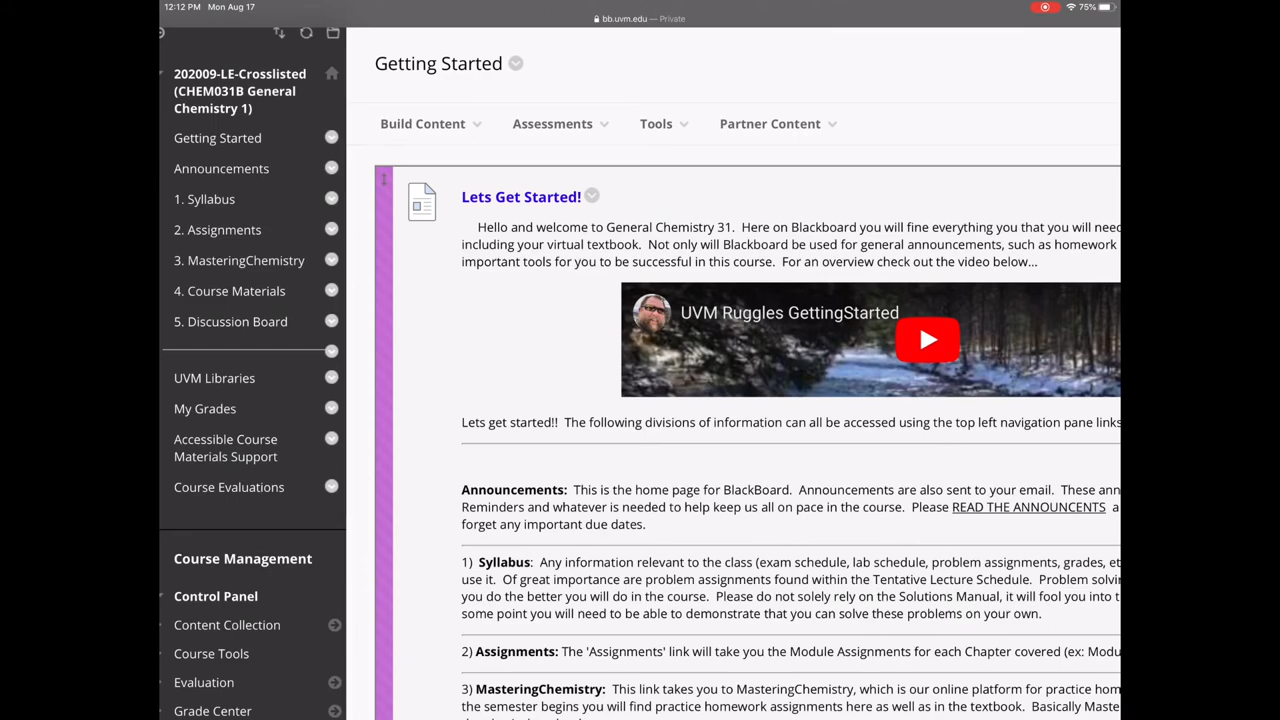 12:12 PM Mon Aug 17
bb.uvm.edu — Private
75%
202009-LE-Crosslisted
(CHEM031B General
Chemistry 1)
Getting Started
Announcements
1. Syllabus
2. Assignments
3. MasteringChemistry
4. Course Materials
5. Discussion Board
UVM Libraries
My Grades
Accessible Course
Materials Support
Course Evaluations
Course Management
Control Panel
Content Collection
Course Tools
Evaluation
Grade Center
Getting Started
Build Content
Assessments
Tools
Partner Content
Lets Get Started!
Hello and welcome to General Chemistry 31. Here on Blackboard you will fine everything you that you will need
including your virtual textbook. Not only will Blackboard be used for general announcements, such as homework
important tools for you to be successful in this course. For an overview check out the video below...
UVM Ruggles GettingStarted
Lets get started!! The following divisions of information can all be accessed using the top left navigation pane links
Announcements: This is the home page for BlackBoard. Announcements are also sent to your email. These ann
Reminders and whatever is needed to help keep us all on pace in the course. Please READ THE ANNOUNCENTS a
forget any important due dates.
1) Syllabus: Any information relevant to the class (exam schedule, lab schedule, problem assignments, grades, et
use it. Of great importance are problem assignments found within the Tentative Lecture Schedule. Problem solvi
you do the better you will do in the course. Please do not solely rely on the Solutions Manual, it will fool you into t
some point you will need to be able to demonstrate that you can solve these problems on your own.
2) Assignments: The 'Assignments' link will take you the Module Assignments for each Chapter covered (ex: Modu
3) MasteringChemistry: This link takes you to MasteringChemistry, which is our online platform for practice hom
the semester begins you will find practice homework assignments here as well as in the textbook. Basically Maste